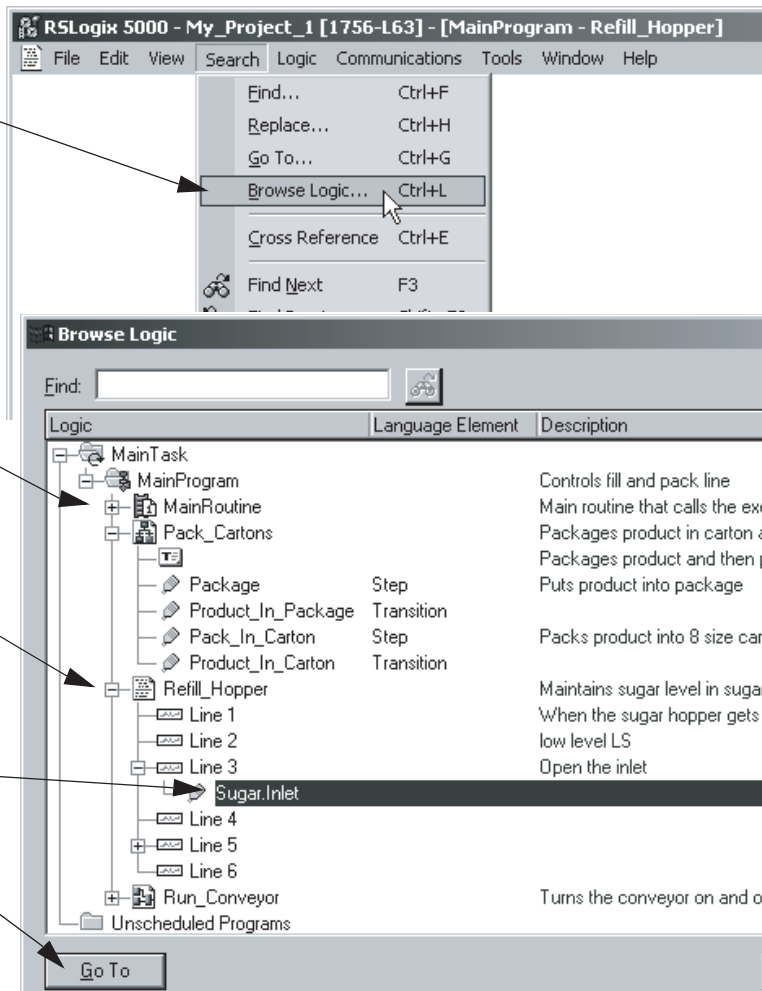 RSLogix 5000 - My_Project_1 [1756-L63] - [MainProgram - Refill_Hopper]
File Edit View Search Logic Communications Tools Window Help
Find... Ctrl+F
Replace... Ctrl+H
Go To... Ctrl+G
Browse Logic... Ctrl+L
Cross Reference Ctrl+E
Find Next F3
Browse Logic
Find:
Logic Language Element Description
MainTask
MainProgram Controls fill and pack line
MainRoutine Main routine that calls the
Pack_Cartons Packages product in carton
Packages product and then
Package Step Puts product into package
Product_In_Package Transition
Pack_In_Carton Step Packs product into 8 size
Product_In_Carton Transition
Refill_Hopper Maintains sugar level in
Line 1 When the sugar hopper gets
Line 2 low level LS
Line 3 Open the inlet
Sugar.Inlet
Line 4
Line 5
Line 6
Run_Conveyor Turns the conveyor on and
Unscheduled Programs
Go To